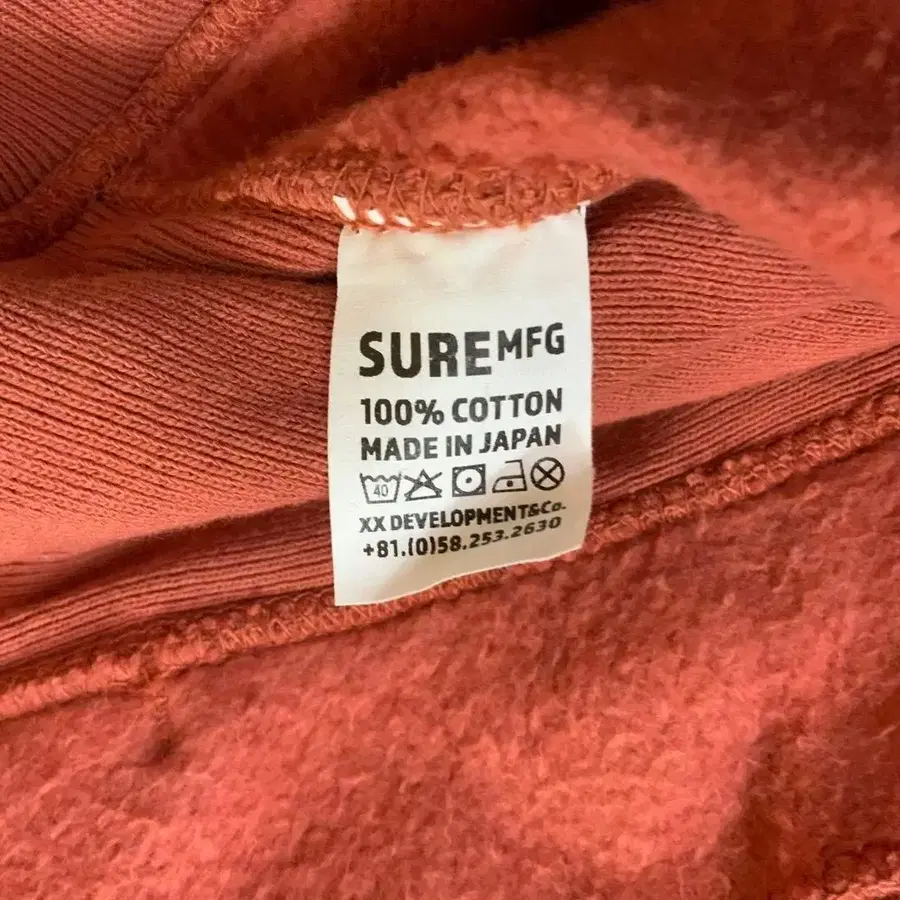 SURE MFG
100% COTTON
MADE IN JAPAN
40
XX DEVELOPMENT&Co.
+81.(0)58.253.2630